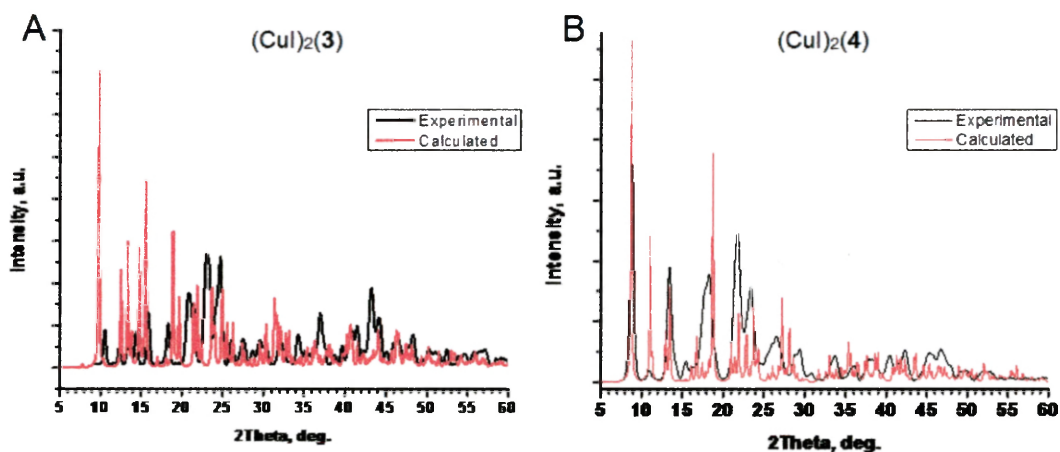 A
(CuI)₂(3)
Experimental
Calculated
Intensity, a.u.
5 10 15 20 25 30 35 40 45 50 55 60
2Theta, deg.
B
(CuI)₂(4)
Experimental
Calculated
Intensity, a.u.
5 10 15 20 25 30 35 40 45 50 55 60
2Theta, deg.